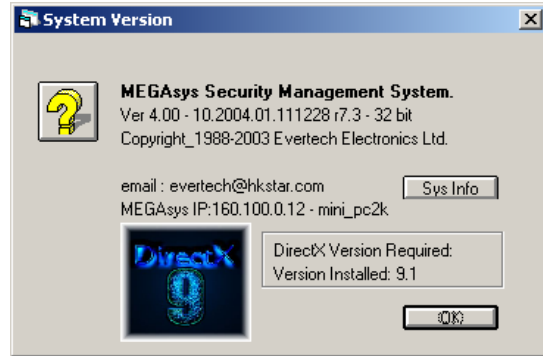 System Version
MEGAsys Security Management System.
Ver 4.00 - 10.2004.01.111228 r7.3 - 32 bit
Copyright_1988-2003 Evertech Electronics Ltd.
email : evertech@hkstar.com
Sys Info
MEGAsys IP:160.100.0.12 - mini_pc2k
DirectX
9
DirectX Version Required:
Version Installed: 9.1
(OK)